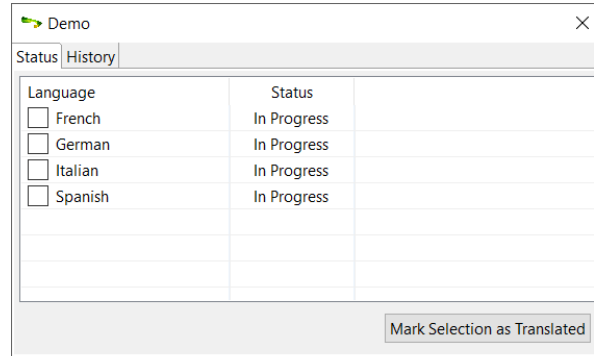 Demo
Status History
Language Status
French In Progress
German In Progress
Italian In Progress
Spanish In Progress
Mark Selection as Translated